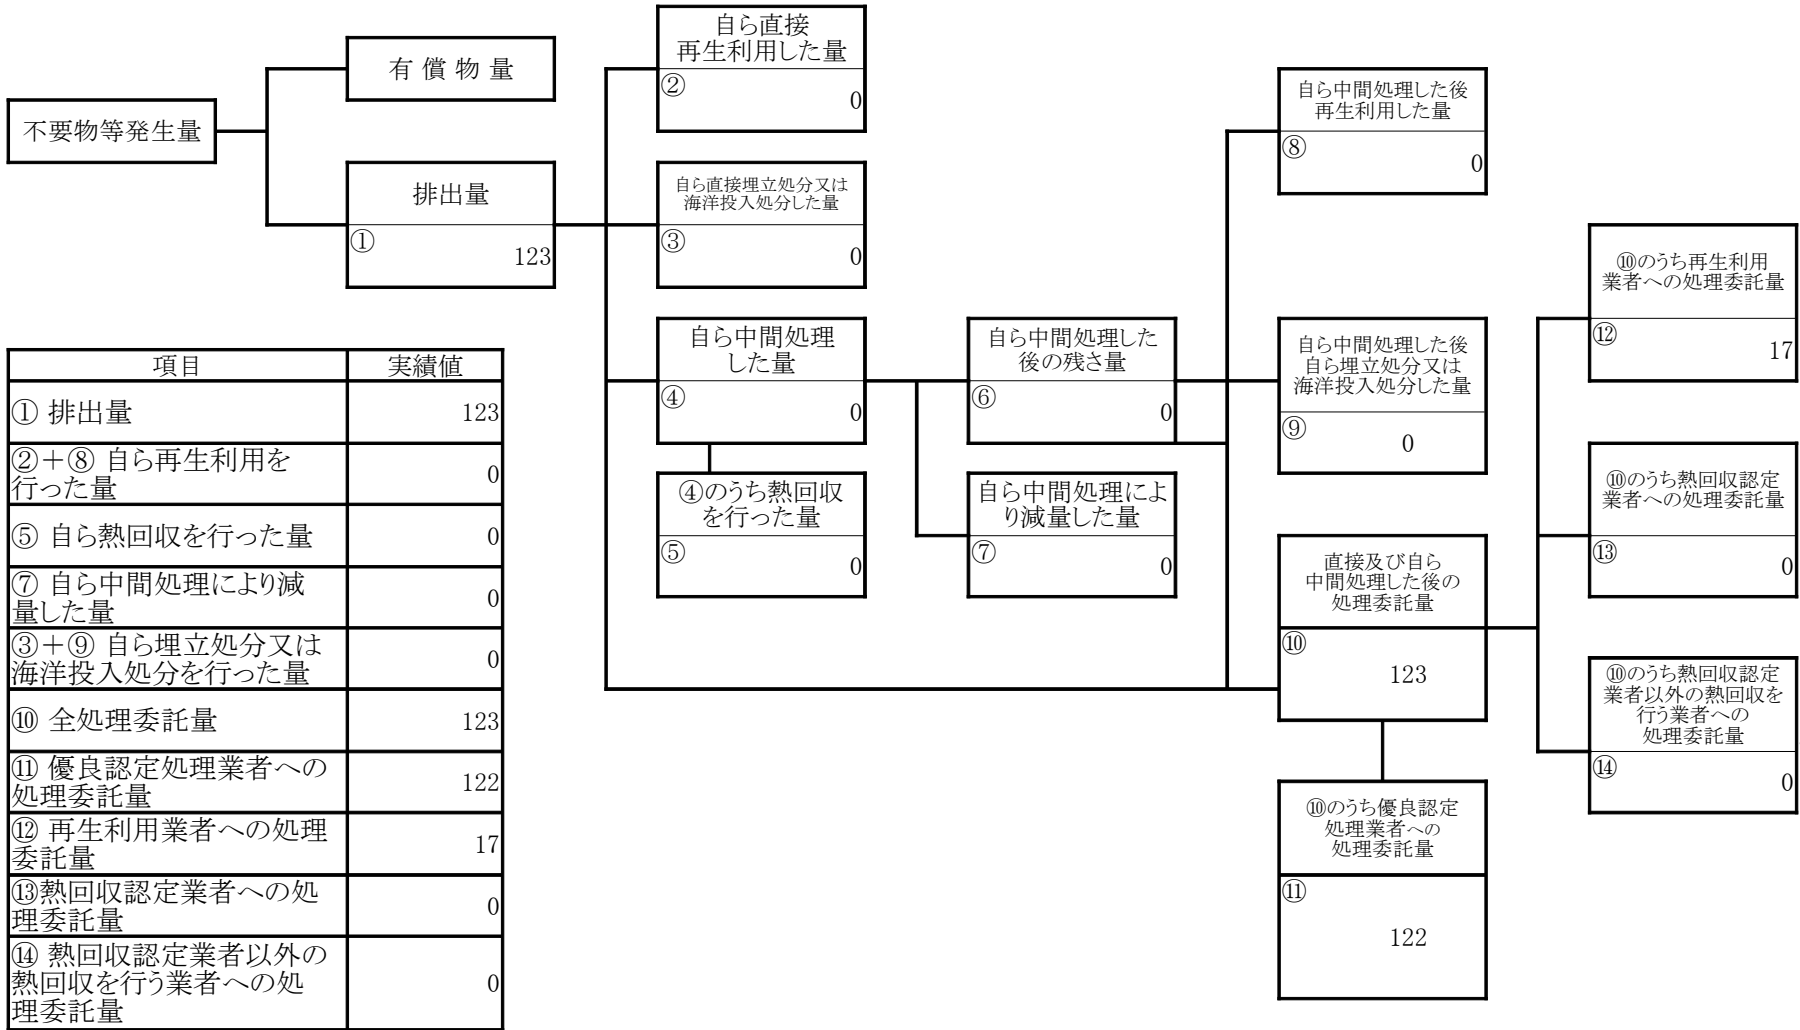 不要物等発生量
有 償 物 量
排出量
①
123
自ら直接
再生利用した量
②
0
自ら直接埋立処分又は
海洋投入処分した量
③
0
自ら中間処理
した量
④
0
④のうち熱回収
を行った量
⑤
0
自ら中間処理した
後の残さ量
⑥
0
自ら中間処理によ
り減量した量
⑦
0
自ら中間処理した後
再生利用した量
⑧
0
自ら中間処理した後
自ら埋立処分又は
海洋投入処分した量
⑨
0
直接及び自ら
中間処理した後の
処理委託量
⑩
123
⑩のうち優良認定
処理業者への
処理委託量
⑪
122
⑩のうち再生利用
業者への処理委託量
⑫
17
⑩のうち熱回収認定
業者への処理委託量
⑬
0
⑩のうち熱回収認定
業者以外の熱回収を
行う業者への
処理委託量
⑭
0
項目 実績値
① 排出量 123
②＋⑧ 自ら再生利用を
行った量 0
⑤ 自ら熱回収を行った量 0
⑦ 自ら中間処理により減
量した量 0
③＋⑨ 自ら埋立処分又は
海洋投入処分を行った量 0
⑩ 全処理委託量 123
⑪ 優良認定処理業者への
処理委託量 122
⑫ 再生利用業者への処理
委託量 17
⑬熱回収認定業者への処
理委託量 0
⑭ 熱回収認定業者以外の
熱回収を行う業者への処
理委託量 0